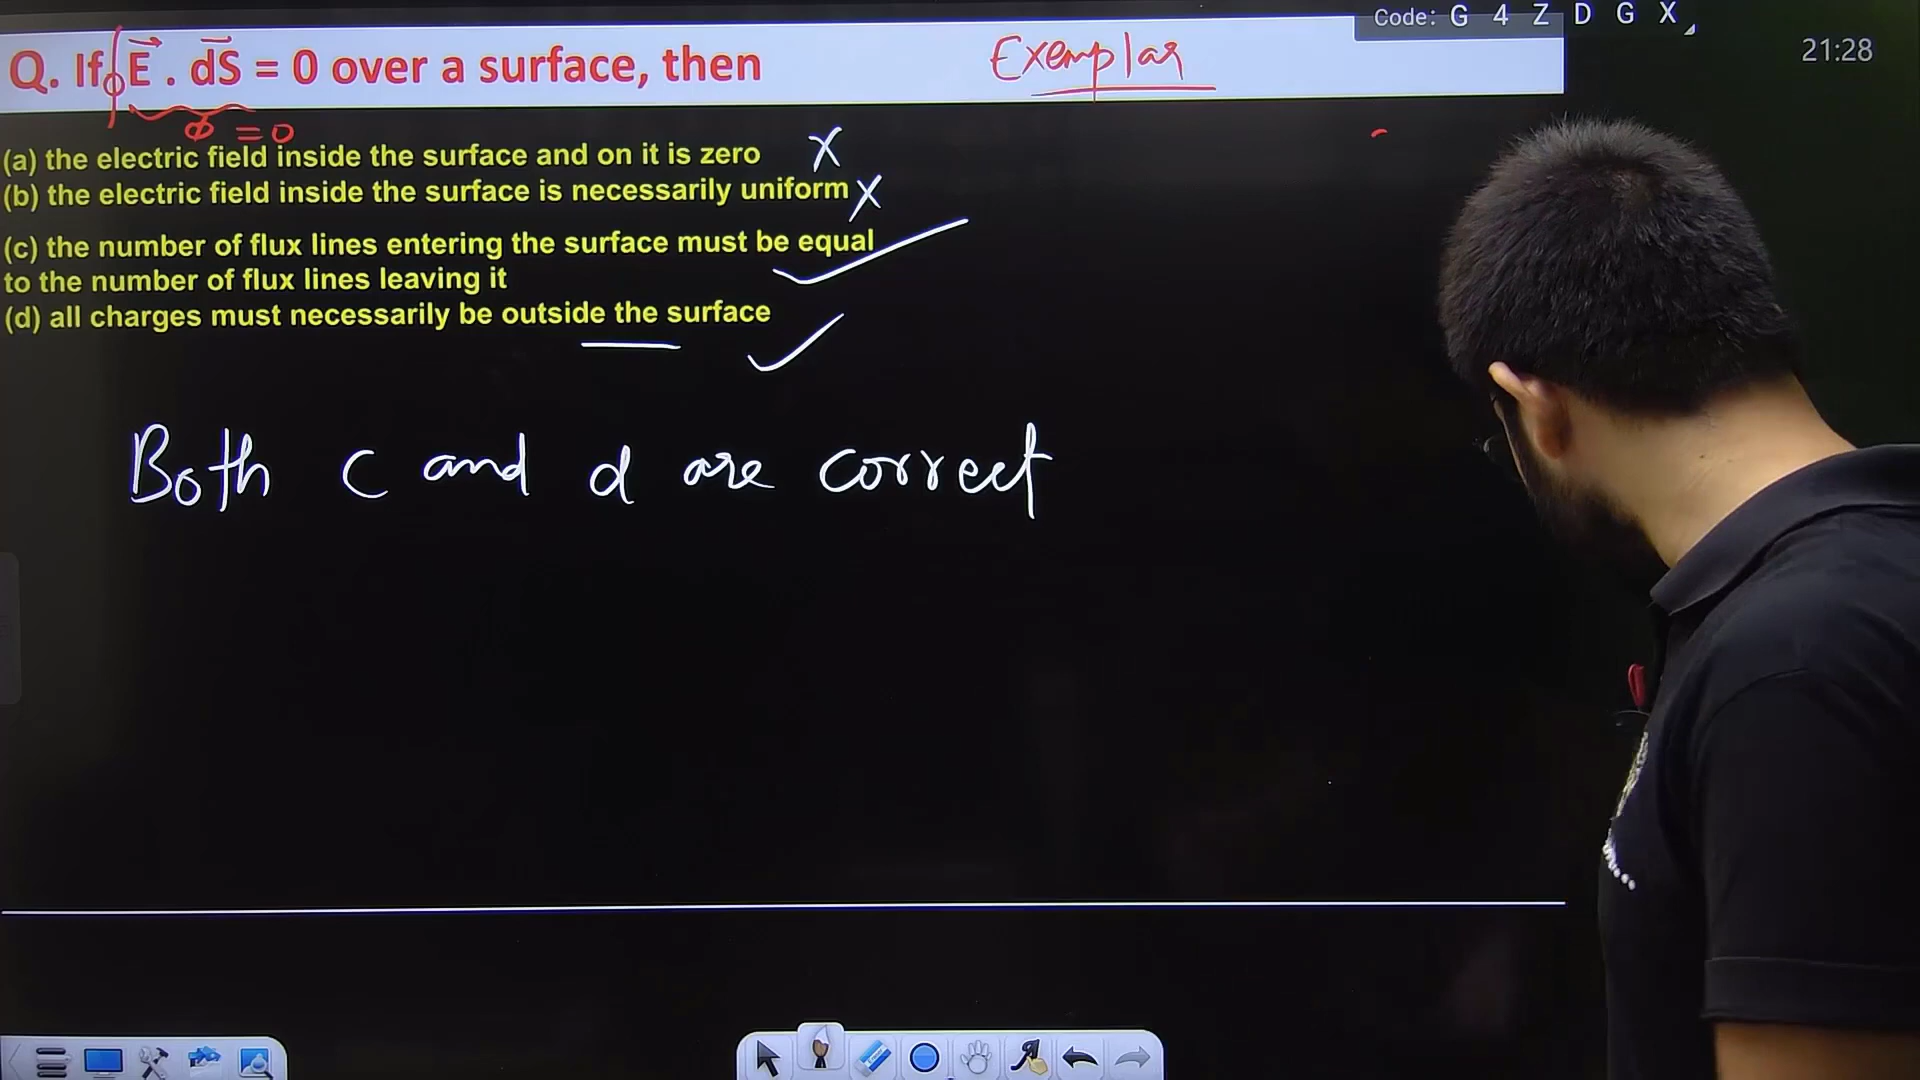 Code: G 4 Z D G X
21:28
Q. If ∮ E⃗ . dS⃗ = 0 over a surface, then
Exemplar
ϕ = 0
(a) the electric field inside the surface and on it is zero X
(b) the electric field inside the surface is necessarily uniform X
(c) the number of flux lines entering the surface must be equal
to the number of flux lines leaving it
(d) all charges must necessarily be outside the surface
Both c and d are correct